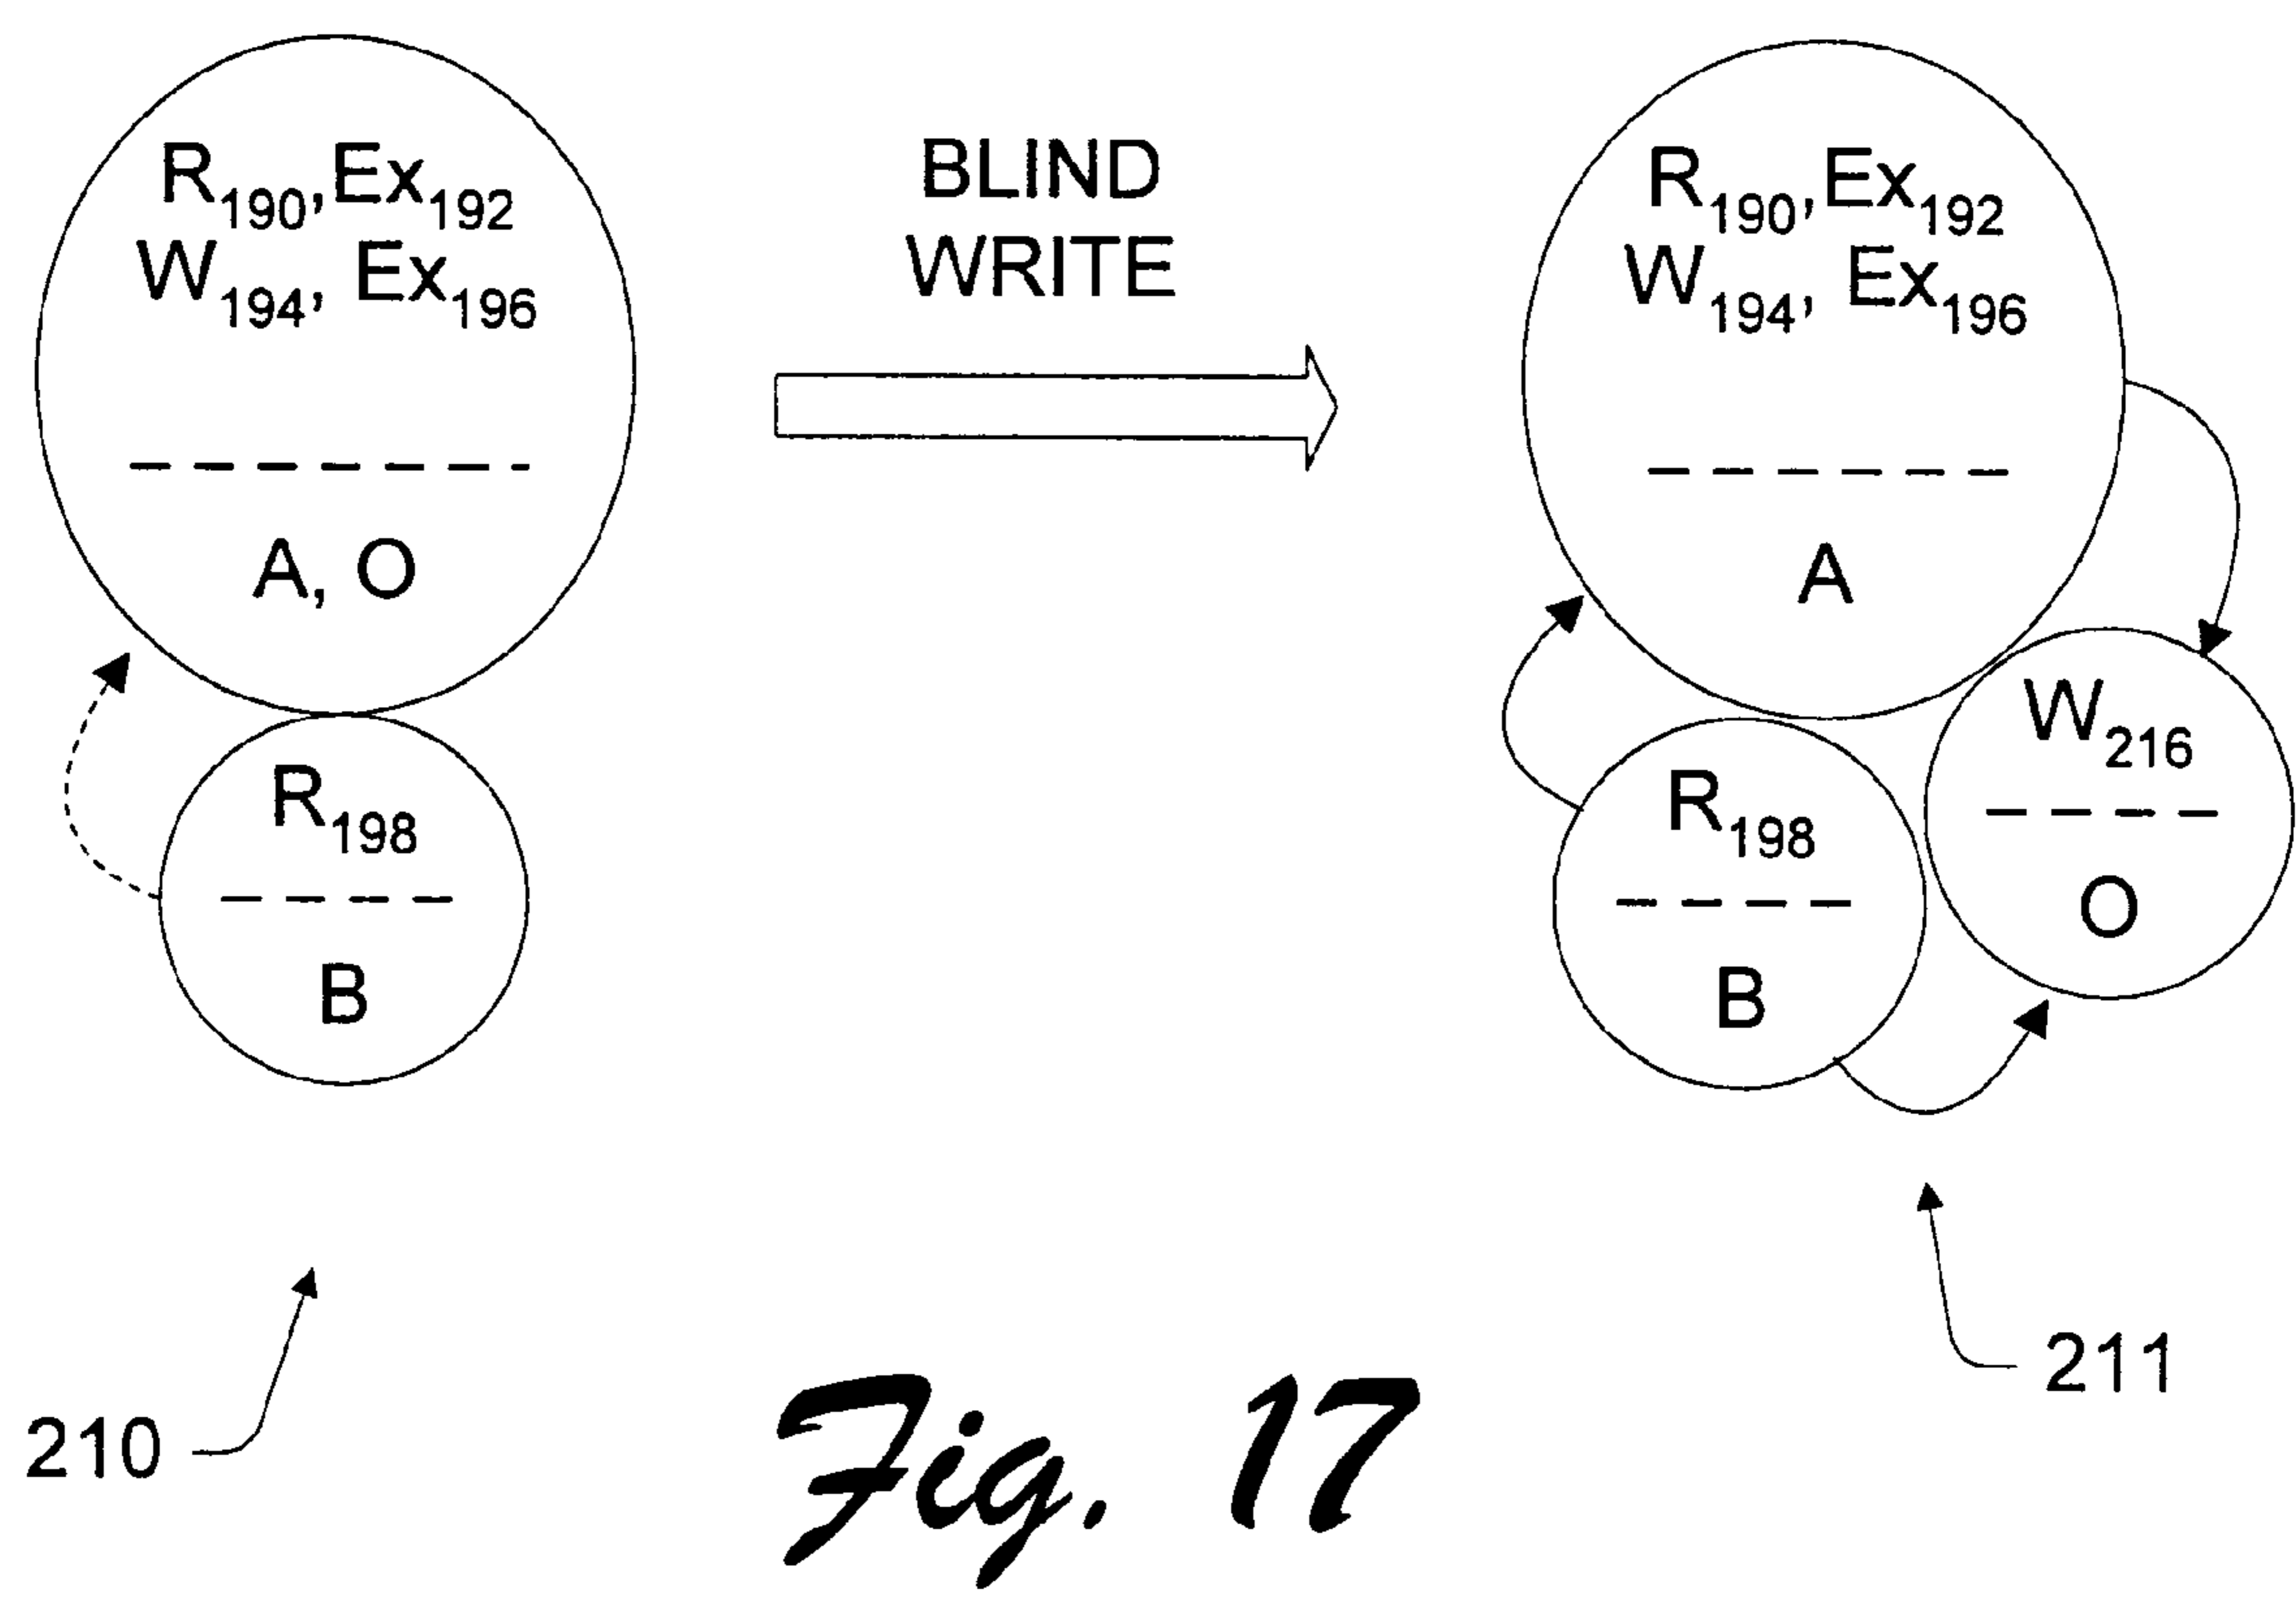 R190, Ex192
W194, Ex196
A, O
R198
B
BLIND
WRITE
R190, Ex192
W194, Ex196
A
W216
O
R198
B
210
211
Fig. 17